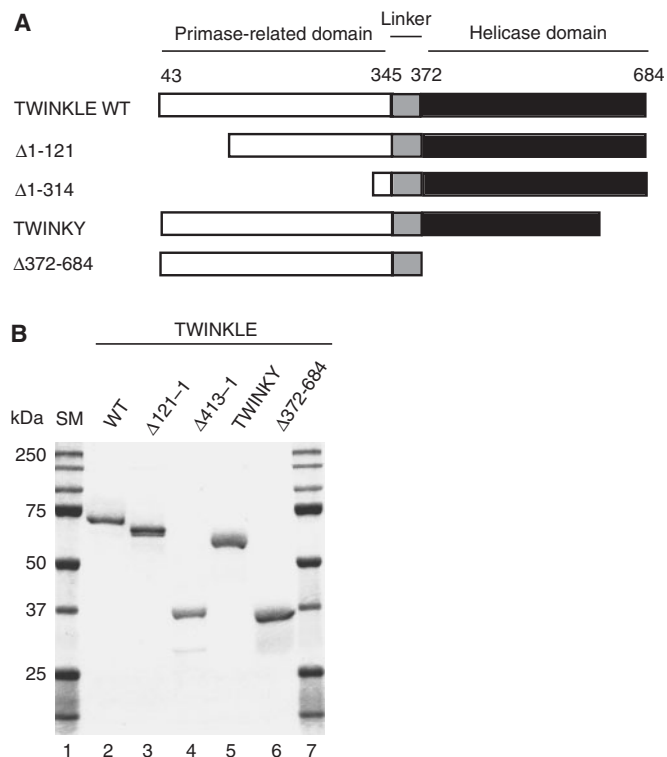 A
Primase-related domain
Linker
Helicase domain
43
345
372
684
TWINKLE WT
Δ1-121
Δ1-314
TWINKY
Δ372-684
B
TWINKLE
kDa
SM
WT
Δ121–1
Δ413–1
TWINKY
Δ372-684
250
75
50
37
25
1 2 3 4 5 6 7